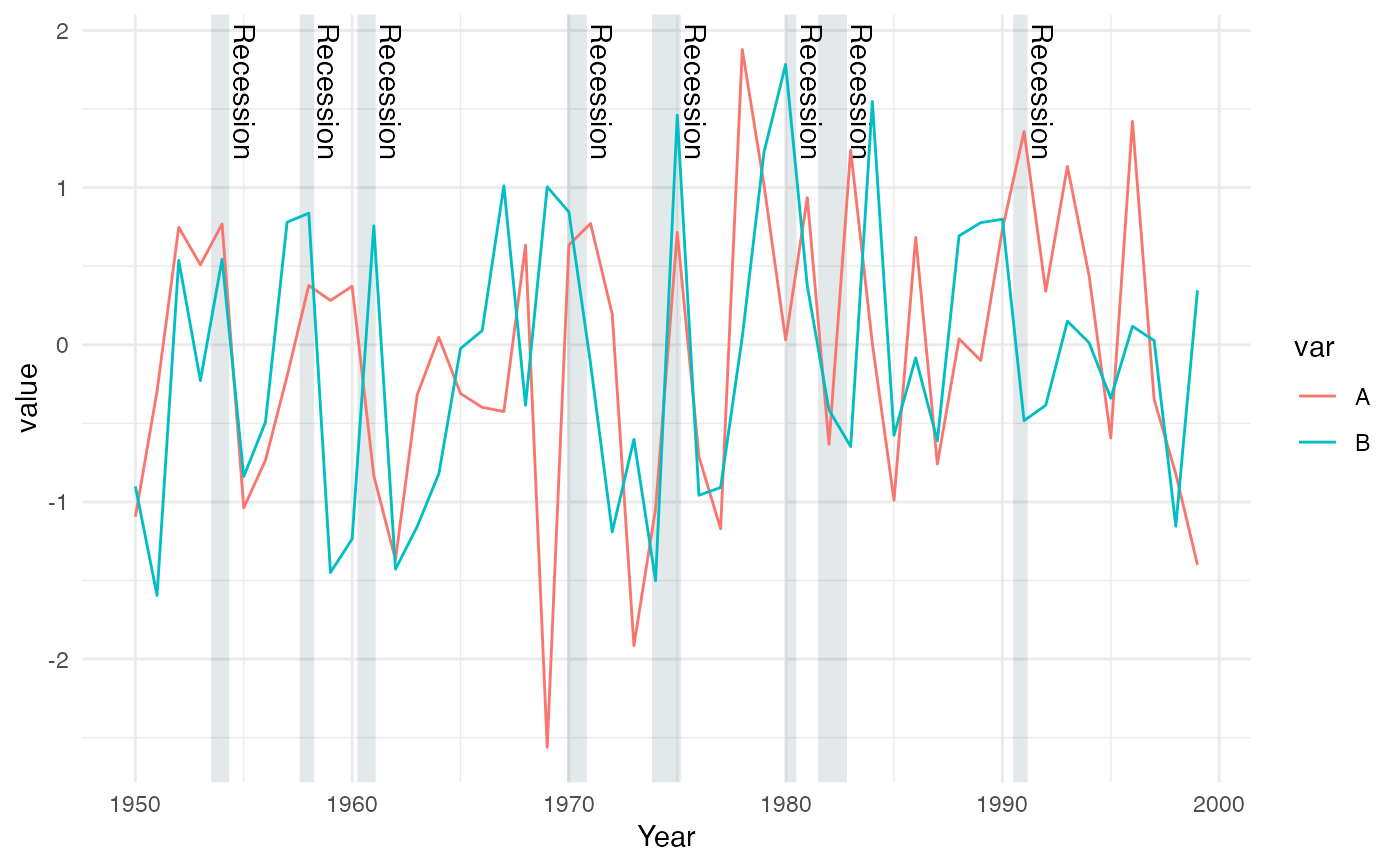 2
1
0
-1
-2
value
Recession
Recession
Recession
Recession
Recession
Recession
Recession
Recession
1950
1960
1970
1980
1990
2000
Year
var
A
B